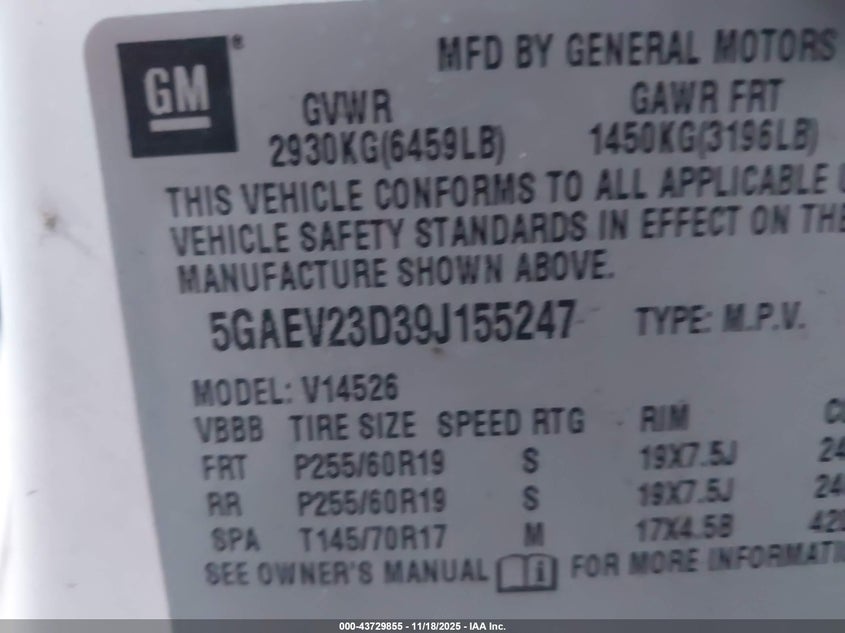 GM® MFD BY GENERAL MOTORS
GVWR GAWR FRT
2930KG(6459LB) 1450KG(3196LB)
THIS VEHICLE CONFORMS TO ALL APPLICABLE
VEHICLE SAFETY STANDARDS IN EFFECT ON THE
MANUFACTURE SHOWN ABOVE.
5GAEV23D39J155247 TYPE: M.P.V.
MODEL: V14526
VBBB TIRE SIZE SPEED RTG RIM
FRT P255/60R19 S 19X7.5J 24
RR P255/60R19 S 19X7.5J 24
SPA T145/70R17 M 17X4.5B 420
SEE OWNER'S MANUAL FOR MORE INFORMATI
000-43729855 - 11/18/2025 - IAA Inc.